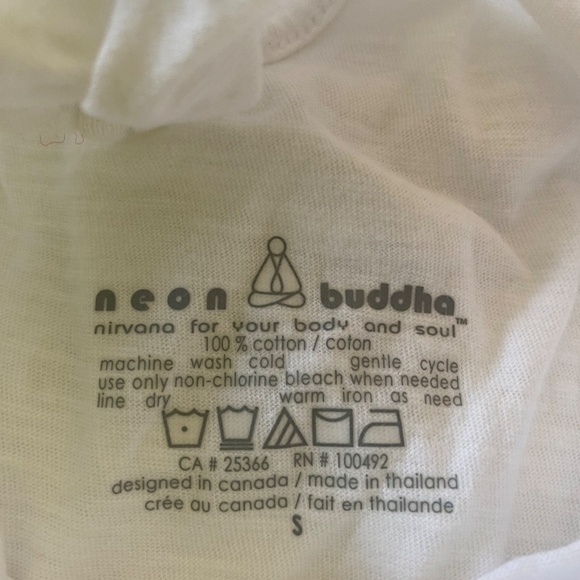 neon buddha
nirvana for your body and soul™
100% cotton / coton
machine wash cold gentle cycle
use only non-chlorine bleach when needed
line dry warm iron as need
CA # 25366 RN # 100492
designed in canada / made in thailand
crée au canada / fait en thailande
S